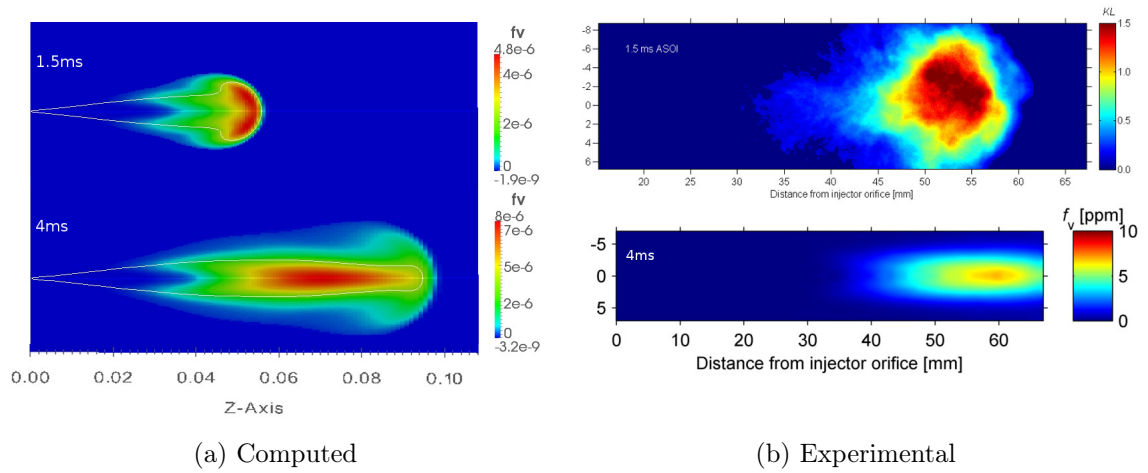 1.5ms
fv
4.8e-6
4e-6
2e-6
0
-1.9e-9
4ms
fv
8e-6
5e-6
3e-6
0
-3.2e-9
0.00 0.02 0.04 0.06 0.08 0.10
Z-Axis
(a) Computed
1.5 ms ASOI
KL
-8
-6
-4
-2
0
2
4
6
20 25 30 35 40 45 50 55 60 65
Distance from injector orifice [mm]
1.5
1.0
0.5
0.0
4ms
-5
0
5
0 10 20 30 40 50 60
Distance from injector orifice [mm]
fv [ppm]
10
5
0
(b) Experimental